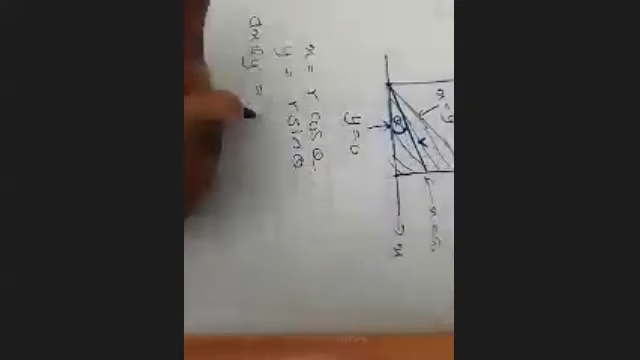 x = y
x
y = 0
x = r cos θ
y = r sin θ
dx dy =